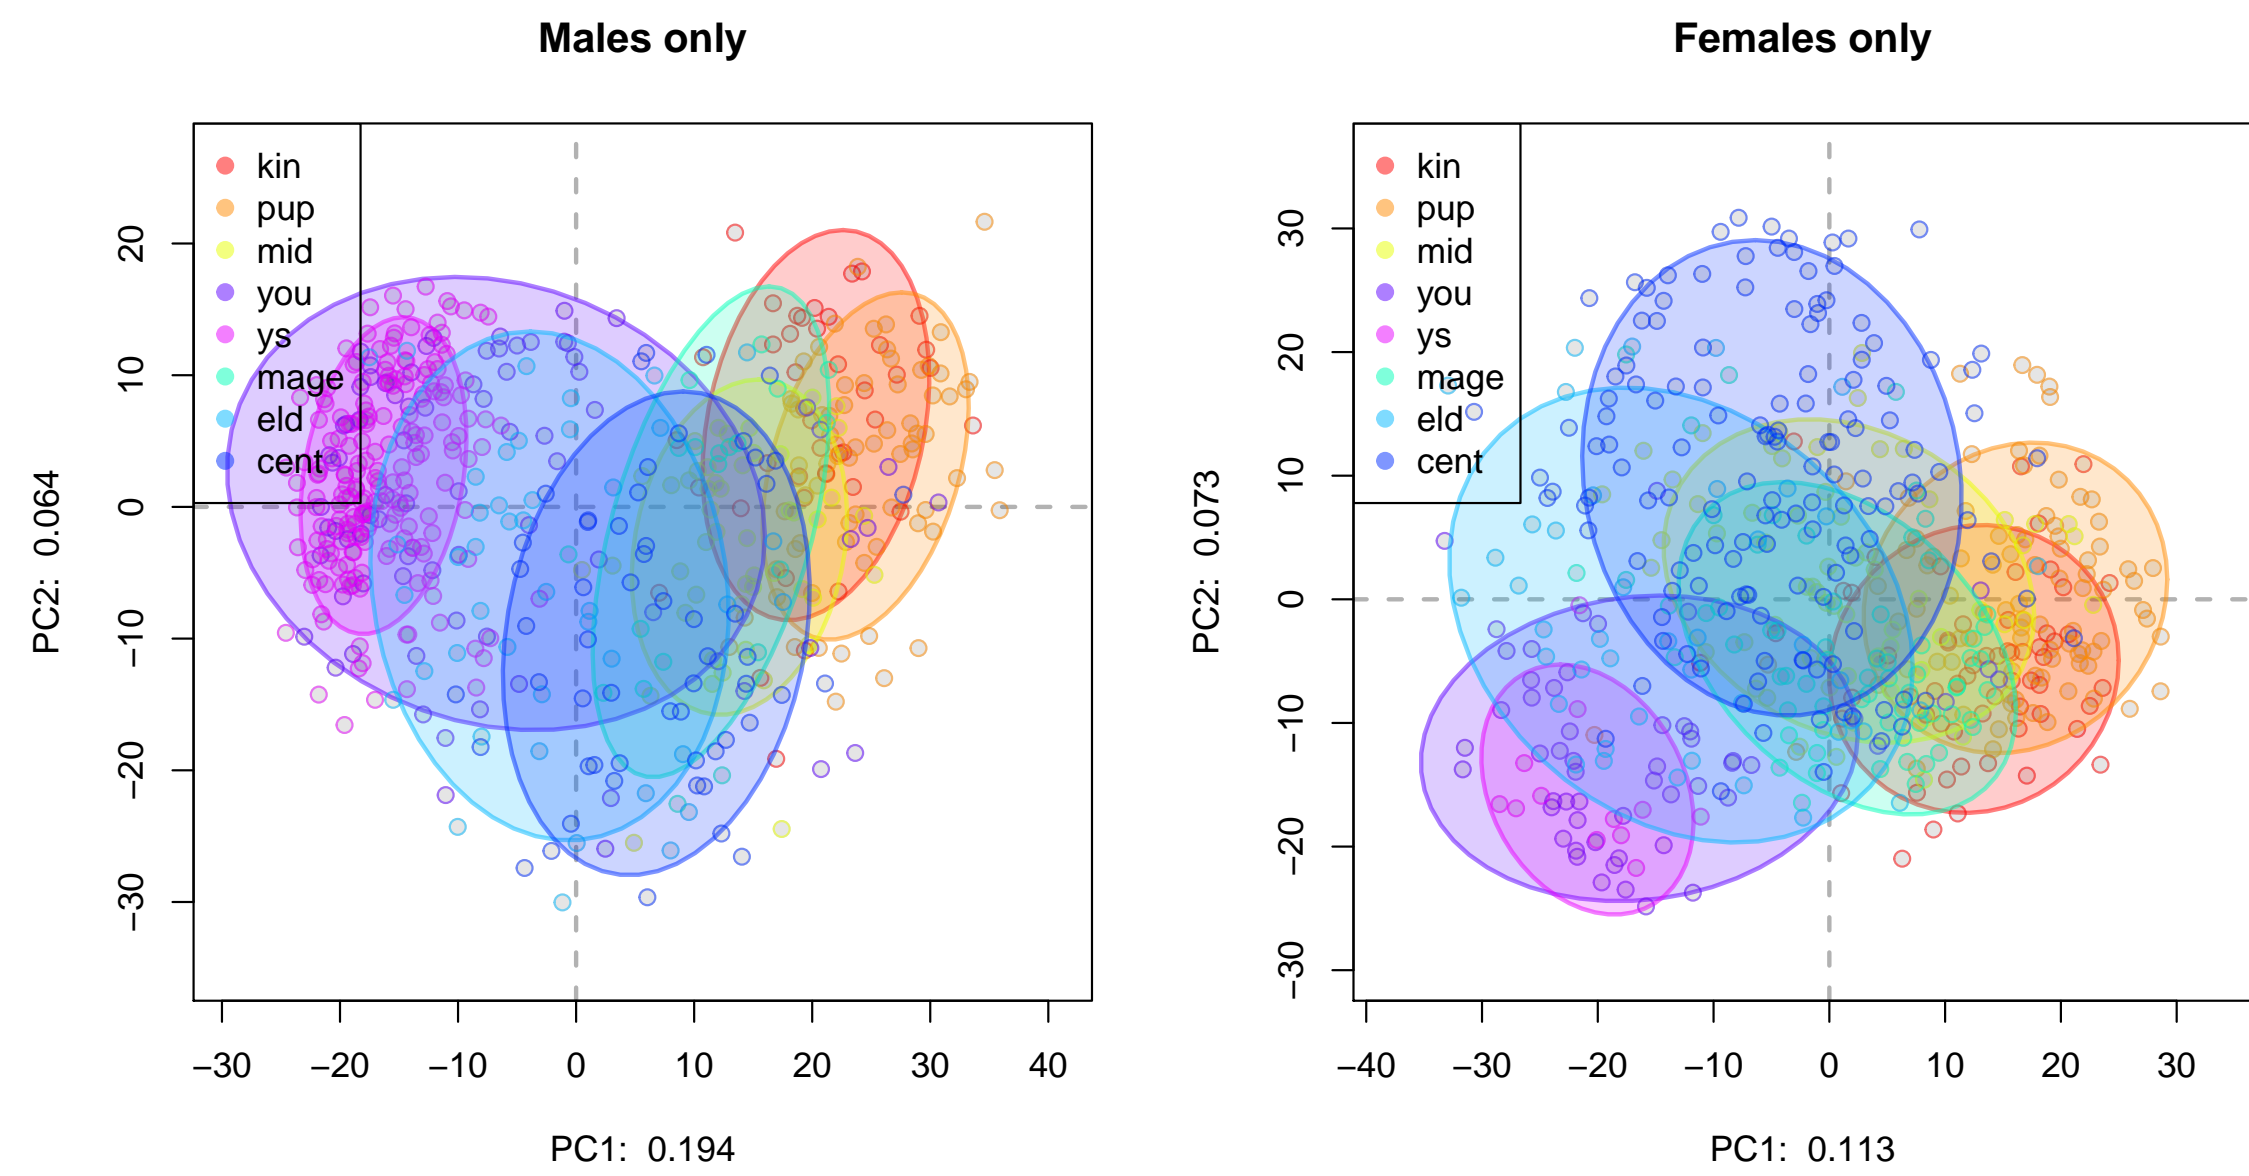 Males only
kin
pup
mid
you
ys
mage
eld
cent
20
10
0
−10
−20
−30
PC2: 0.064
−30 −20 −10 0 10 20 30 40
PC1: 0.194
Females only
kin
pup
mid
you
ys
mage
eld
cent
30
20
10
0
−10
−20
−30
PC2: 0.073
−40 −30 −20 −10 0 10 20 30
PC1: 0.113